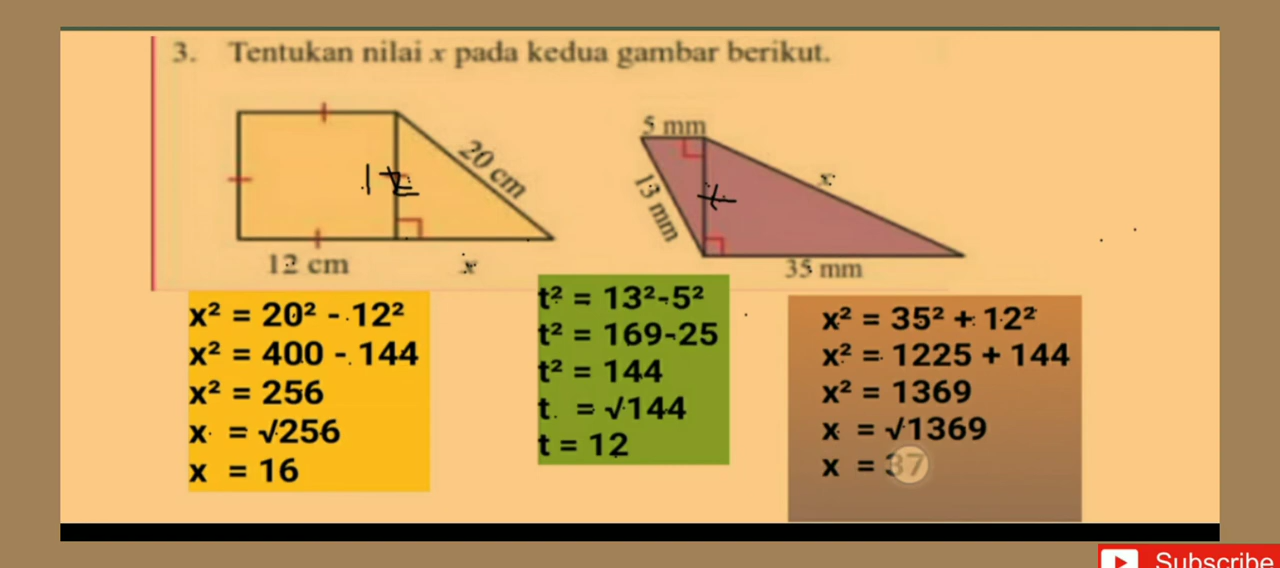 3. Tentukan nilai x pada kedua gambar berikut.
5 mm
20 cm
12
x
13 mm
t
12 cm
x
35 mm
x² = 20² - 12²
x² = 400 - 144
x² = 256
x = √256
x = 16
t² = 13²-5²
t² = 169-25
t² = 144
t = √144
t = 12
x² = 35² + 12²
x² = 1225 + 144
x² = 1369
x = √1369
x = 37
Subscribe